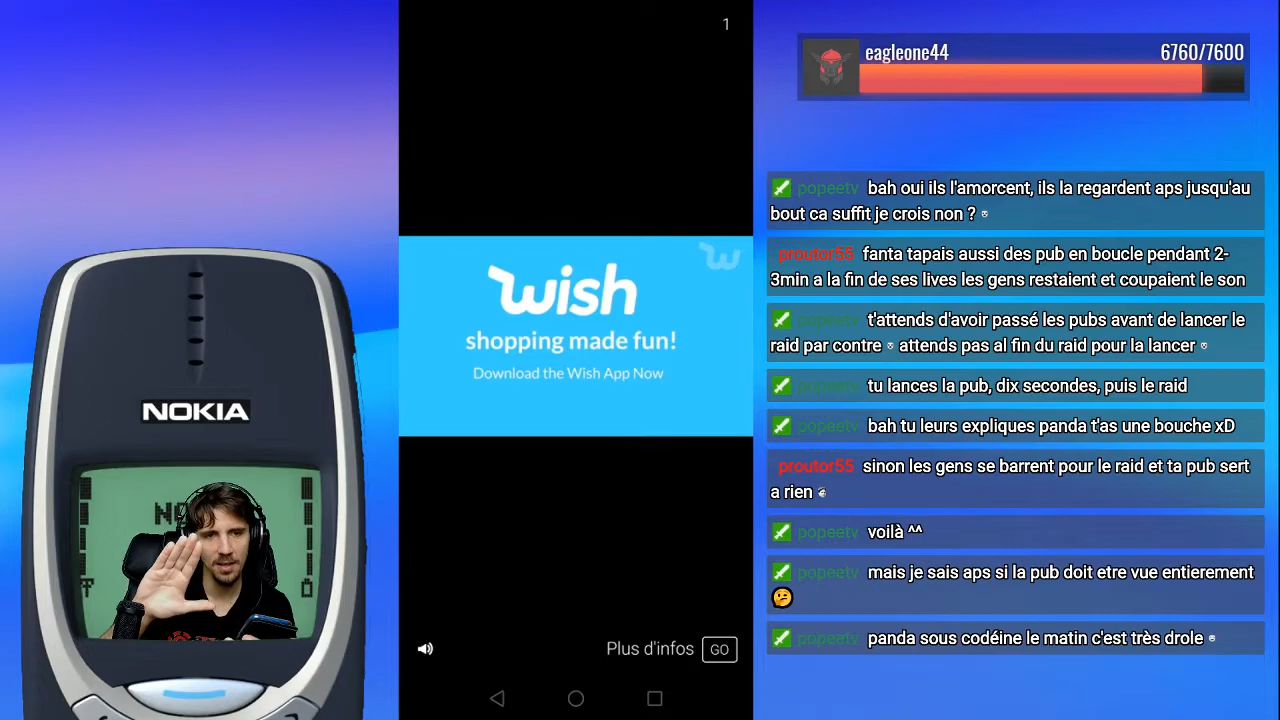 1
wish
shopping made fun!
Download the Wish App Now
Plus d'infos GO
NOKIA
eagleone44 6760/7600
popeetv bah oui ils l'amorcent, ils la regardent aps jusqu'au
bout ca suffit je crois non ?
proutor55 fanta tapais aussi des pub en boucle pendant 2-
3min a la fin de ses lives les gens restaient et coupaient le son
popeetv t'attends d'avoir passé les pubs avant de lancer le
raid par contre attends pas al fin du raid pour la lancer
popeetv tu lances la pub, dix secondes, puis le raid
popeetv bah tu leurs expliques panda t'as une bouche xD
proutor55 sinon les gens se barrent pour le raid et ta pub sert
a rien
popeetv voilà ^^
popeetv mais je sais aps si la pub doit etre vue entierement
🤔
popeetv panda sous codéine le matin c'est très drole